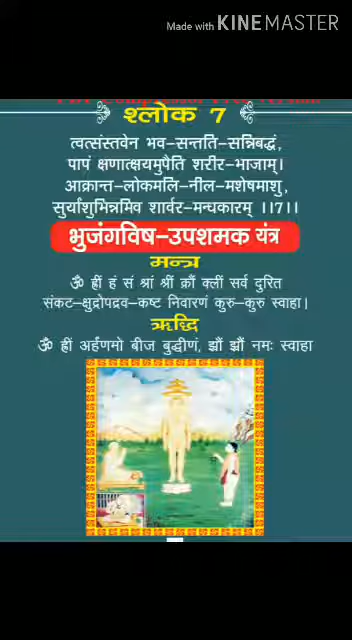 Made with KINEMASTER
श्लोक 7
त्वत्संस्तवेन भव-सन्तति-सन्निबद्धं,
पापं क्षणात्क्षयमुपैति शरीर-भाजाम्।
आक्रान्त-लोकमलि-नील-मशेषमाशु,
सुर्यांशुभिन्नमिव शार्वर-मन्धकारम् ।।7।।
भुजंगविष-उपशमक यंत्र
मन्त्र
ॐ ह्रीं हं सं श्रां श्रीं क्रौं क्लीं सर्व दुरित
संकट-क्षुद्रोपद्रव-कष्ट निवारणं कुरु-कुरु स्वाहा।
ऋद्धि
ॐ ह्रीं अर्हणमो बीज बुद्धीणं, झ्रौं झ्रौं नमः स्वाहा